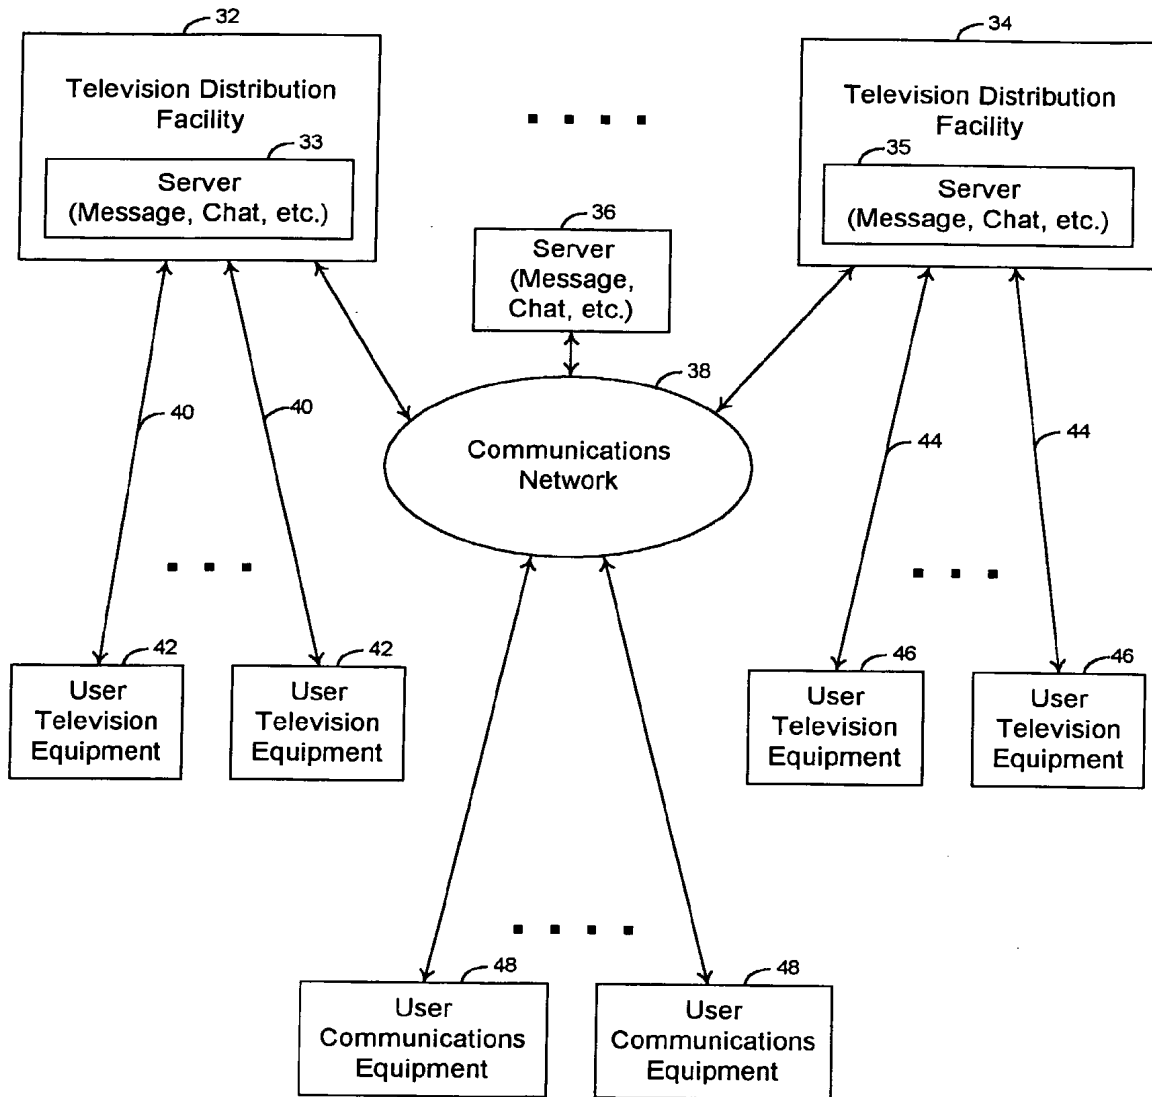 32
Television Distribution
Facility
33
Server
(Message, Chat, etc.)
34
Television Distribution
Facility
35
Server
(Message, Chat, etc.)
36
Server
(Message,
Chat, etc.)
38
Communications
Network
40
40
44
44
42
User
Television
Equipment
42
User
Television
Equipment
46
User
Television
Equipment
46
User
Television
Equipment
48
User
Communications
Equipment
48
User
Communications
Equipment